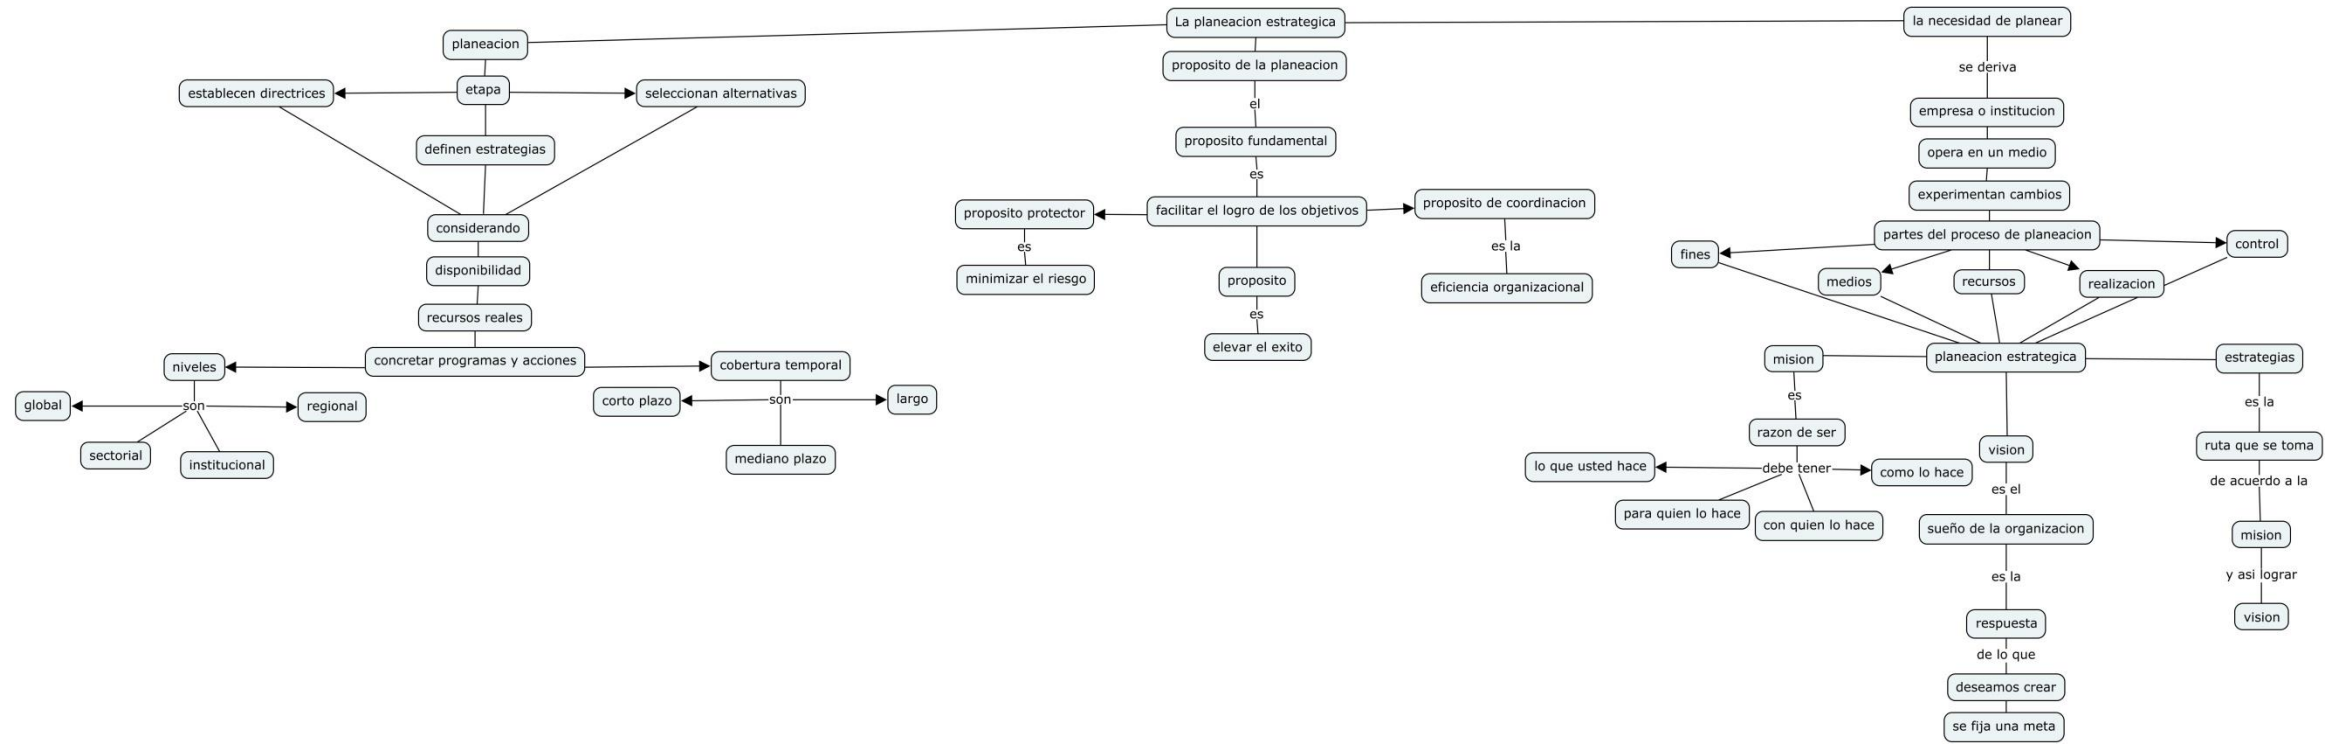 La planeacion estrategica
planeacion
etapa
establecen directrices
seleccionan alternativas
definen estrategias
considerando
disponibilidad
recursos reales
concretar programas y acciones
niveles
son
global
regional
sectorial
institucional
cobertura temporal
son
corto plazo
largo
mediano plazo
proposito de la planeacion
el
proposito fundamental
es
facilitar el logro de los objetivos
proposito protector
es
minimizar el riesgo
proposito
es
elevar el exito
proposito de coordinacion
es la
eficiencia organizacional
la necesidad de planear
se deriva
empresa o institucion
opera en un medio
experimentan cambios
partes del proceso de planeacion
fines
medios
recursos
realizacion
control
planeacion estrategica
mision
es
razon de ser
debe tener
lo que usted hace
como lo hace
para quien lo hace
con quien lo hace
vision
es el
sueño de la organizacion
es la
respuesta
de lo que
deseamos crear
se fija una meta
estrategias
es la
ruta que se toma
de acuerdo a la
mision
y asi lograr
vision